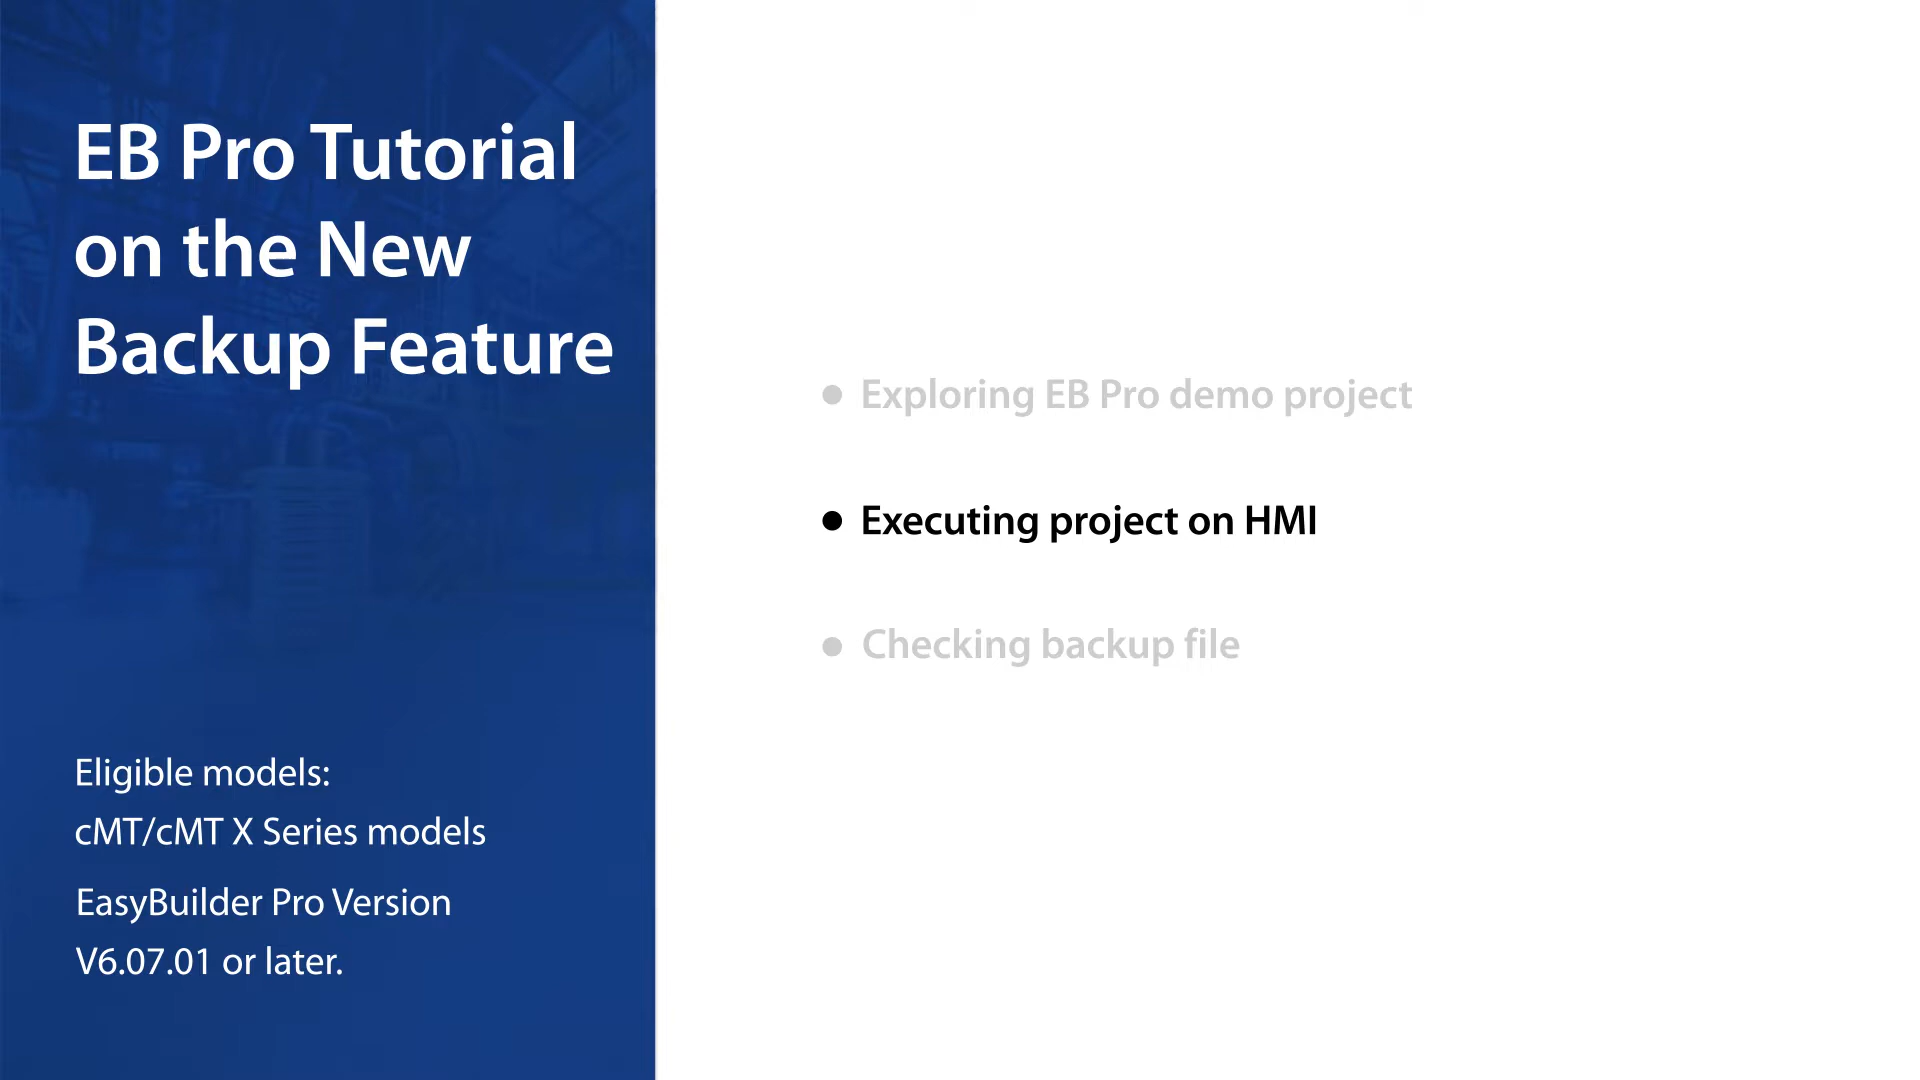 EB Pro Tutorial
on the New
Backup Feature
Eligible models:
cMT/cMT X Series models
EasyBuilder Pro Version
V6.07.01 or later.
● Exploring EB Pro demo project
● Executing project on HMI
● Checking backup file